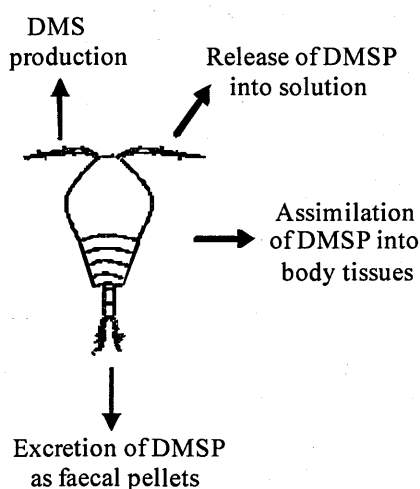 DMS
production
Release of DMSP
into solution
Assimilation
of DMSP into
body tissues
Excretion of DMSP
as faecal pellets